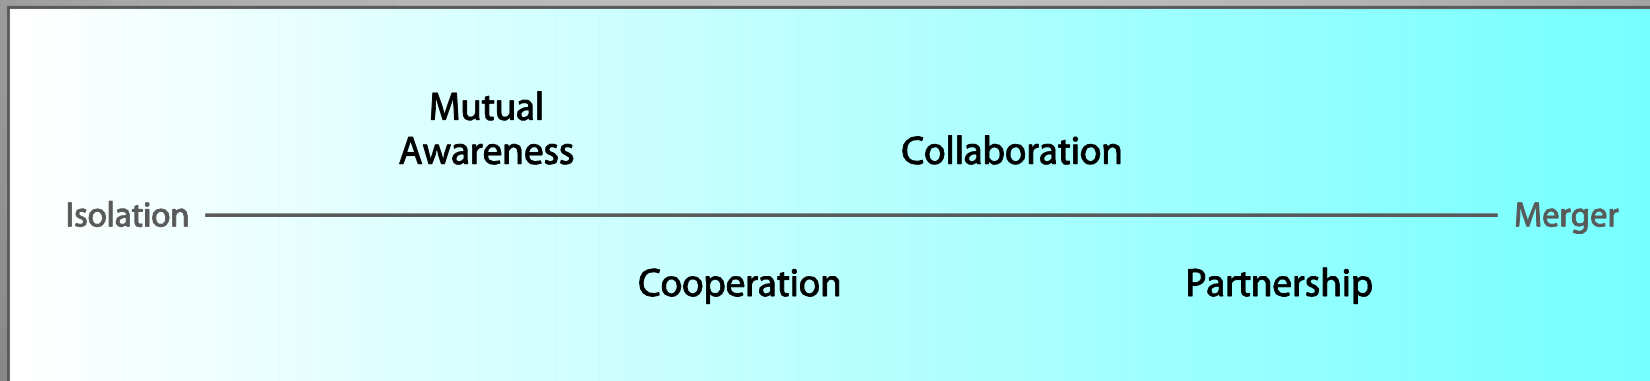 Mutual
Awareness
Collaboration
Isolation
Merger
Cooperation
Partnership